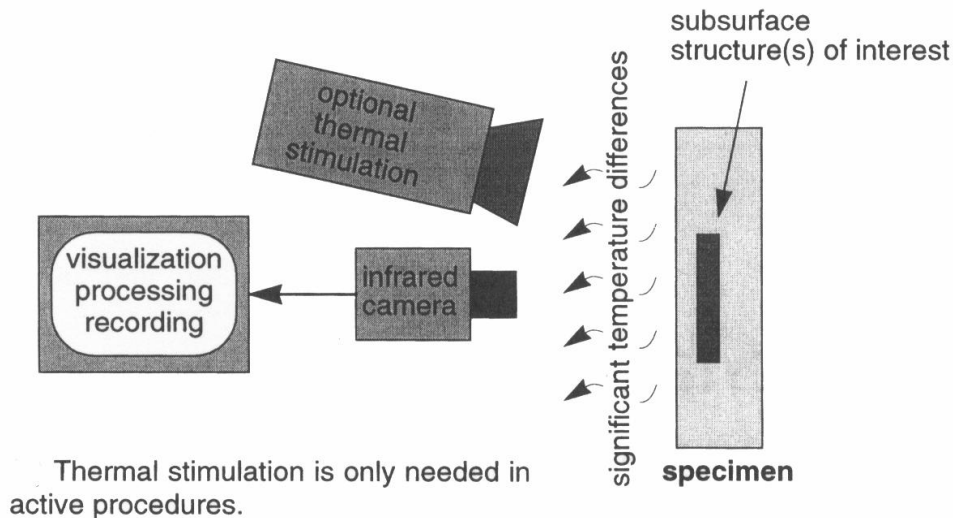 subsurface
structure(s) of interest
optional
thermal
stimulation
significant temperature differences
visualization
processing
recording
infrared
camera
specimen
Thermal stimulation is only needed in
active procedures.